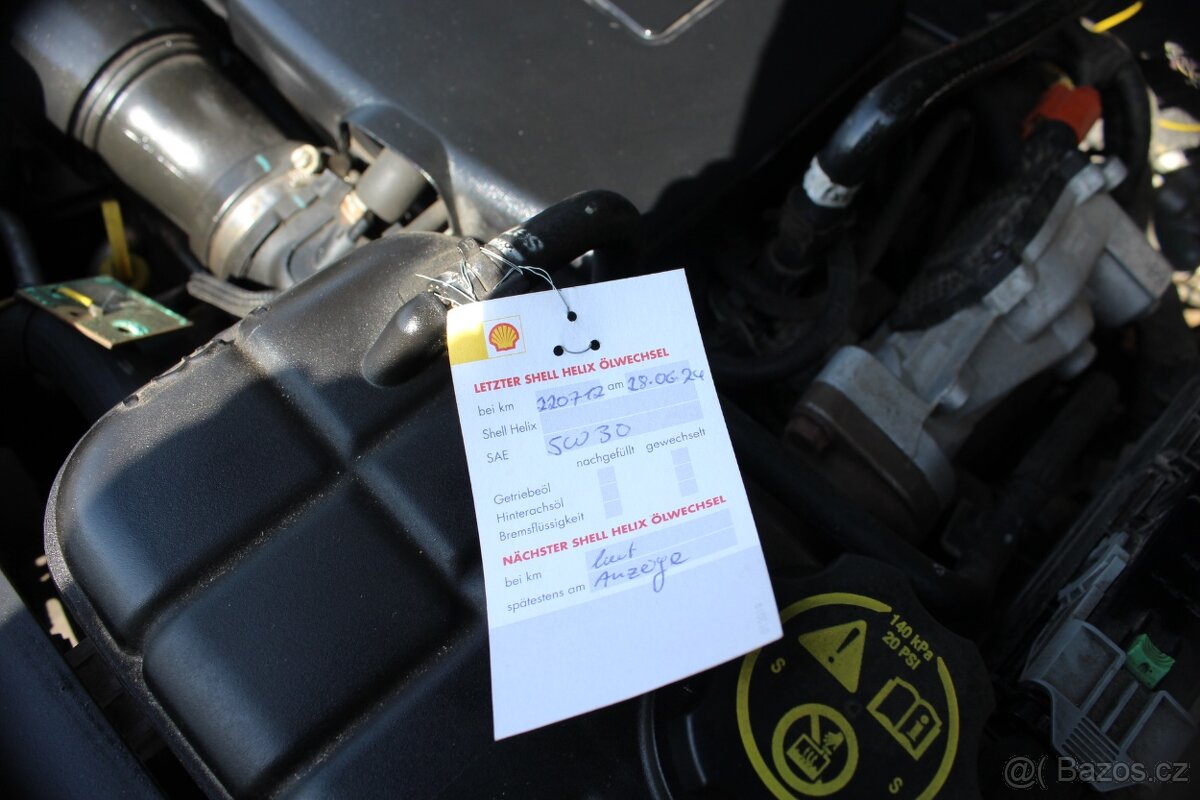 LETZTER SHELL HELIX ÖLWECHSEL
bei km 220712 am 28.06.24
Shell Helix
SAE 5W30
nachgefüllt gewechselt
Getriebeöl
Hinterachsöl
Bremsflüssigkeit
NÄCHSTER SHELL HELIX ÖLWECHSEL
bei km laut
spätestens am Anzeige
140 kPa
20 PSI
S
S
@( Bazos.cz